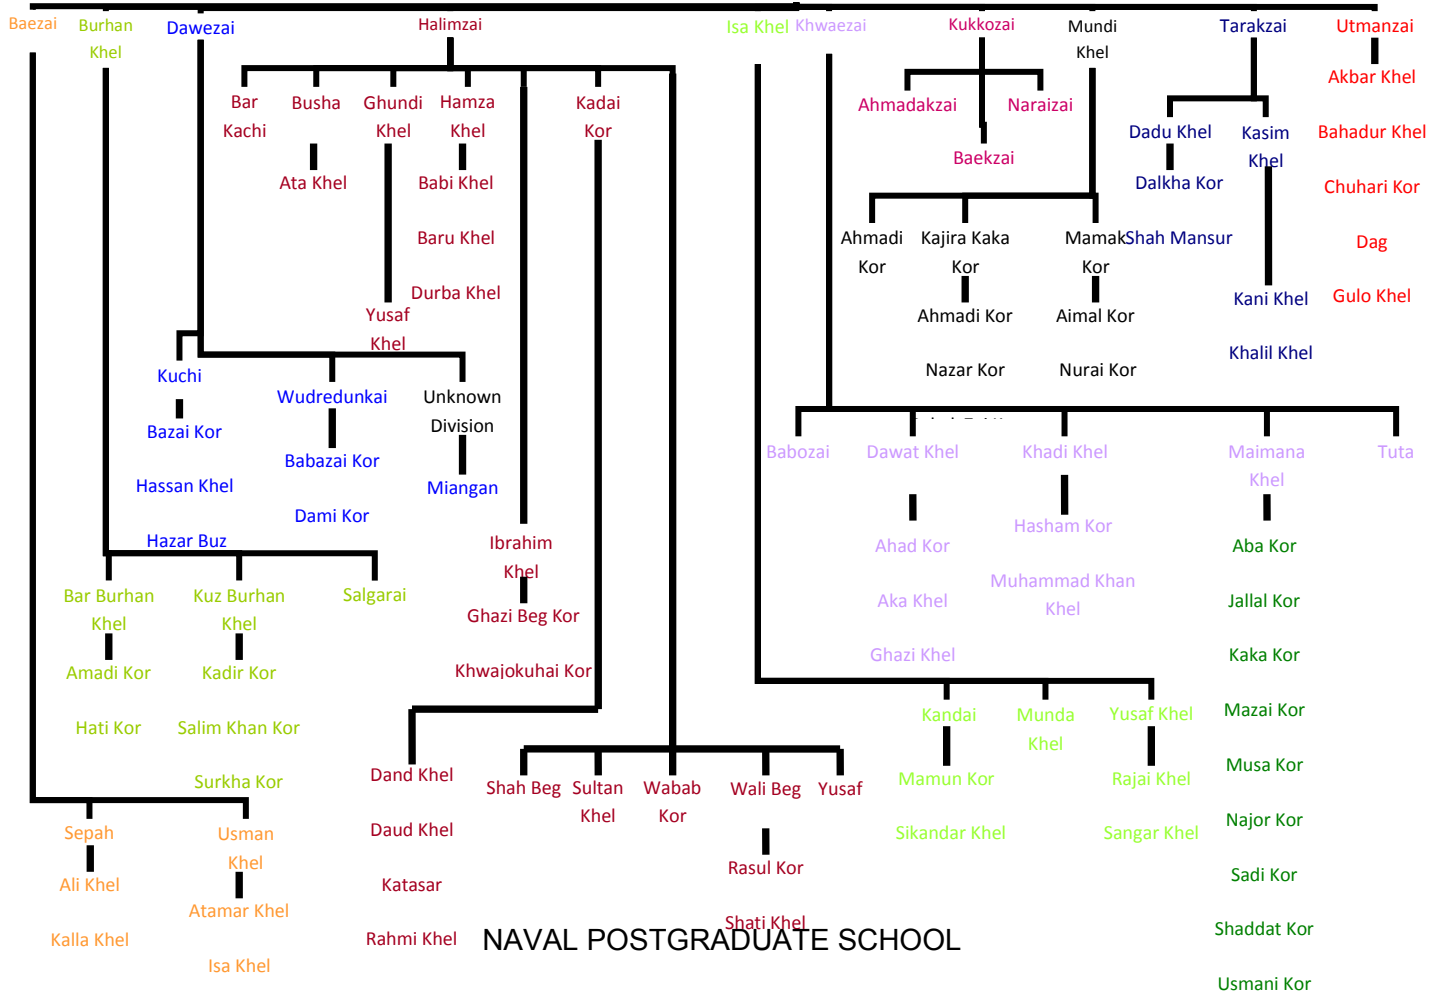 Baezai
Burhan
Khel
Dawezai
Halimzai
Isa Khel
Khwaezai
Kukkozai
Mundi
Khel
Tarakzai
Utmanzai
Bar
Kachi
Busha
Ghundi
Khel
Hamza
Khel
Kadai
Kor
Ahmadakzai
Naraizai
Baekzai
Dadu Khel
Kasim
Khel
Akbar Khel
Bahadur Khel
Chuhari Kor
Dag
Gulo Khel
Ata Khel
Babi Khel
Baru Khel
Durba Khel
Yusaf
Khel
Dalkha Kor
Shah Mansur
Kani Khel
Khalil Khel
Ahmadi
Kor
Kajira Kaka
Kor
Mamak
Kor
Ahmadi Kor
Nazar Kor
Aimal Kor
Nurai Kor
Kuchi
Bazai Kor
Hassan Khel
Hazar Buz
Wudredunkai
Babazai Kor
Dami Kor
Unknown
Division
Miangan
Babozai
Dawat Khel
Khadi Khel
Maimana
Khel
Tuta
Ahad Kor
Aka Khel
Ghazi Khel
Hasham Kor
Muhammad Khan
Khel
Aba Kor
Jallal Kor
Kaka Kor
Mazai Kor
Musa Kor
Najor Kor
Sadi Kor
Shaddat Kor
Usmani Kor
Ibrahim
Khel
Ghazi Beg Kor
Khwajokuhai Kor
Bar Burhan
Khel
Kuz Burhan
Khel
Salgarai
Amadi Kor
Hati Kor
Kadir Kor
Salim Khan Kor
Surkha Kor
Kandai
Munda
Khel
Yusaf Khel
Mamun Kor
Sikandar Khel
Rajai Khel
Sangar Khel
Dand Khel
Daud Khel
Katasar
Rahmi Khel
Shah Beg
Sultan
Khel
Wabab
Kor
Wali Beg
Yusaf
Rasul Kor
Shati Khel
Sepah
Ali Khel
Kalla Khel
Usman
Khel
Atamar Khel
Isa Khel
NAVAL POSTGRADUATE SCHOOL